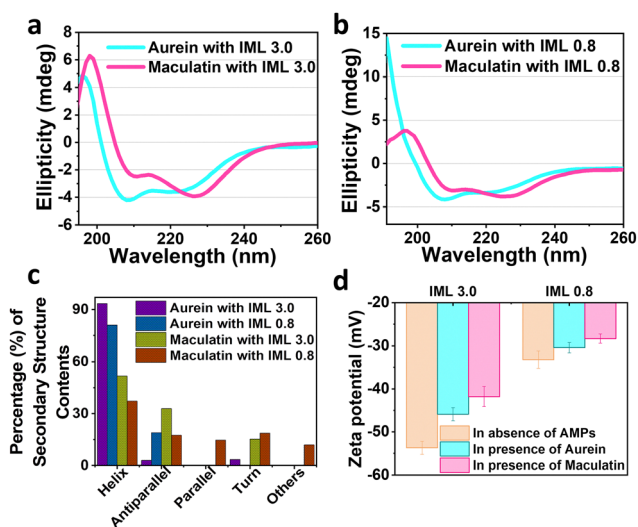 a
Aurein with IML 3.0
Maculatin with IML 3.0
Ellipticity (mdeg)
8
6
4
2
0
-2
-4
-6
-8
200
220
240
260
Wavelength (nm)
b
Aurein with IML 0.8
Maculatin with IML 0.8
Ellipticity (mdeg)
15
10
5
0
-5
200
220
240
260
Wavelength (nm)
c
Aurein with IML 3.0
Aurein with IML 0.8
Maculatin with IML 3.0
Maculatin with IML 0.8
Percentage (%) of
Secondary Structure
Contents
90
60
30
0
Helix
Antiparallel
Parallel
Turn
Others
d
IML 3.0
IML 0.8
Zeta potential (mV)
-20
-30
-40
-50
-60
In absence of AMPs
In presence of Aurein
In presence of Maculatin